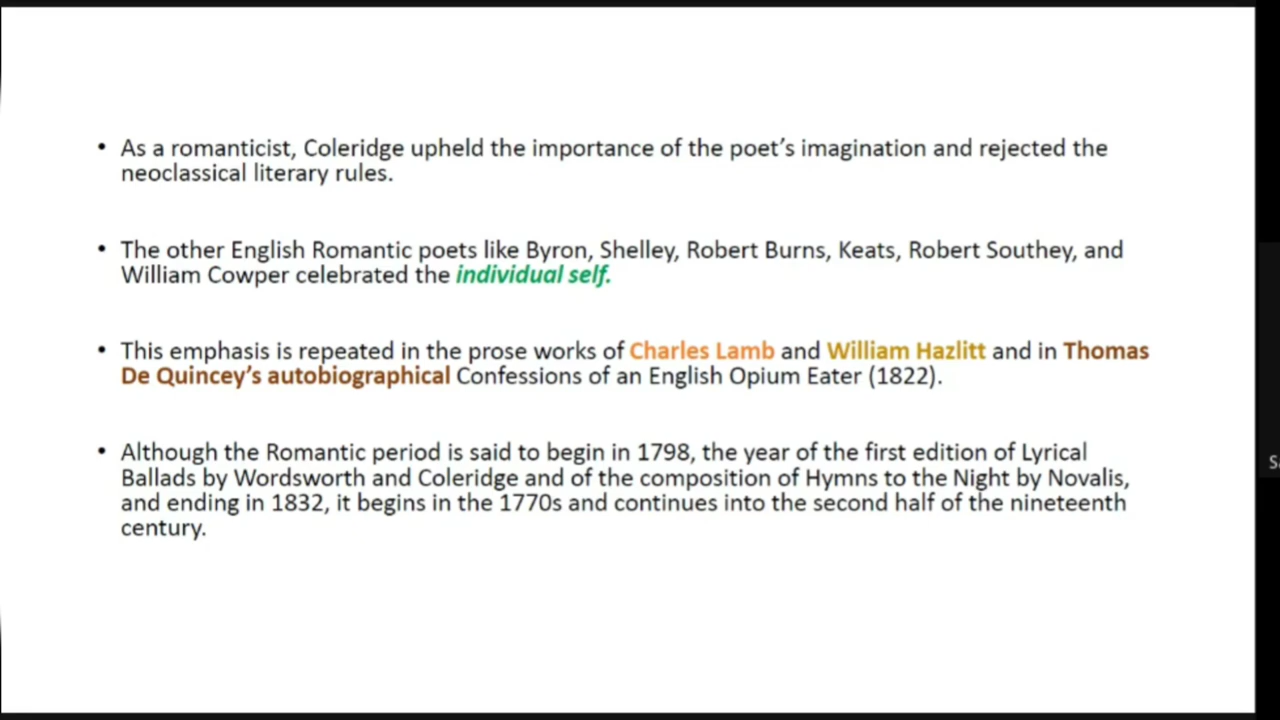 • As a romanticist, Coleridge upheld the importance of the poet’s imagination and rejected the
neoclassical literary rules.
• The other English Romantic poets like Byron, Shelley, Robert Burns, Keats, Robert Southey, and
William Cowper celebrated the individual self.
• This emphasis is repeated in the prose works of Charles Lamb and William Hazlitt and in Thomas
De Quincey’s autobiographical Confessions of an English Opium Eater (1822).
• Although the Romantic period is said to begin in 1798, the year of the first edition of Lyrical
Ballads by Wordsworth and Coleridge and of the composition of Hymns to the Night by Novalis,
and ending in 1832, it begins in the 1770s and continues into the second half of the nineteenth
century.